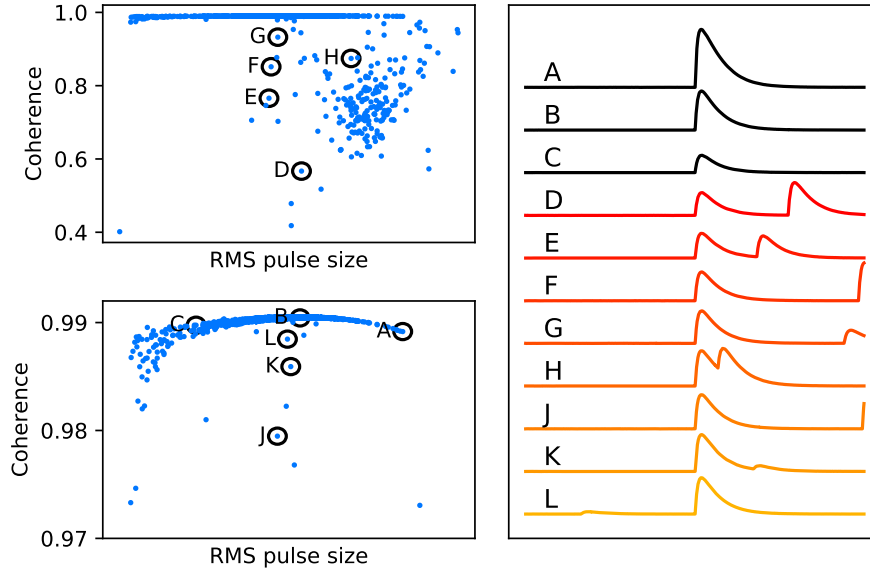 1.0
0.8
0.6
0.4
Coherence
RMS pulse size
G
F
H
E
D
0.99
0.98
0.97
Coherence
RMS pulse size
C
B
A
L
K
J
A
B
C
D
E
F
G
H
J
K
L